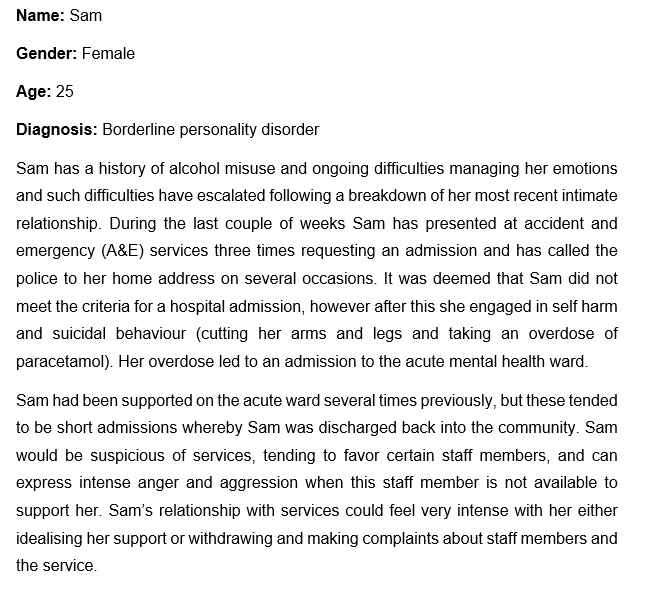 Name: Sam
Gender: Female
Age: 25
Diagnosis: Borderline personality disorder
Sam has a history of alcohol misuse and ongoing difficulties managing her emotions
and such difficulties have escalated following a breakdown of her most recent intimate
relationship. During the last couple of weeks Sam has presented at accident and
emergency (A&E) services three times requesting an admission and has called the
police to her home address on several occasions. It was deemed that Sam did not
meet the criteria for a hospital admission, however after this she engaged in self harm
and suicidal behaviour (cutting her arms and legs and taking an overdose of
paracetamol). Her overdose led to an admission to the acute mental health ward.
Sam had been supported on the acute ward several times previously, but these tended
to be short admissions whereby Sam was discharged back into the community. Sam
would be suspicious of services, tending to favor certain staff members, and can
express intense anger and aggression when this staff member is not available to
support her. Sam’s relationship with services could feel very intense with her either
idealising her support or withdrawing and making complaints about staff members and
the service.